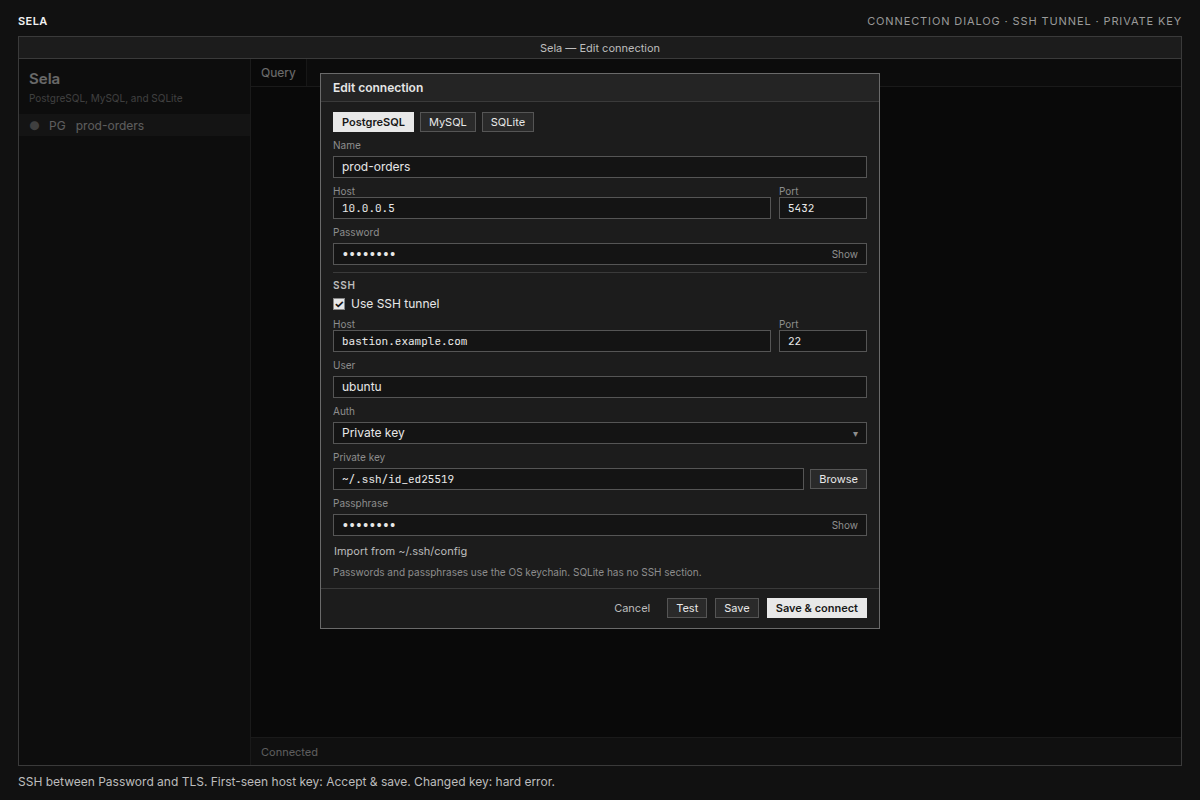 SELA
CONNECTION DIALOG · SSH TUNNEL · PRIVATE KEY
Sela — Edit connection
Sela
PostgreSQL, MySQL, and SQLite
PG prod-orders
Query
Edit connection
PostgreSQL MySQL SQLite
Name
prod-orders
Host Port
10.0.0.5 5432
Password
•••••••• Show
SSH
Use SSH tunnel
Host Port
bastion.example.com 22
User
ubuntu
Auth
Private key
Private key
~/.ssh/id_ed25519 Browse
Passphrase
•••••••• Show
Import from ~/.ssh/config
Passwords and passphrases use the OS keychain. SQLite has no SSH section.
Cancel Test Save Save & connect
Connected
SSH between Password and TLS. First-seen host key: Accept & save. Changed key: hard error.